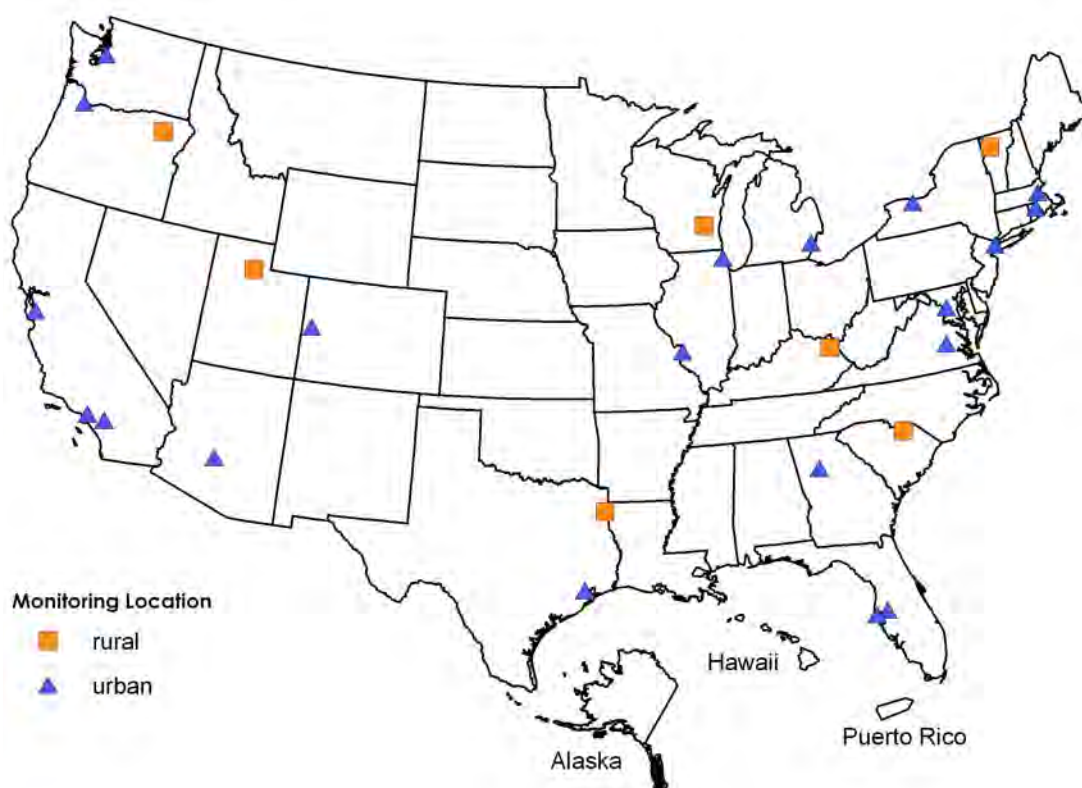 Monitoring Location
rural
urban
Hawaii
Puerto Rico
Alaska